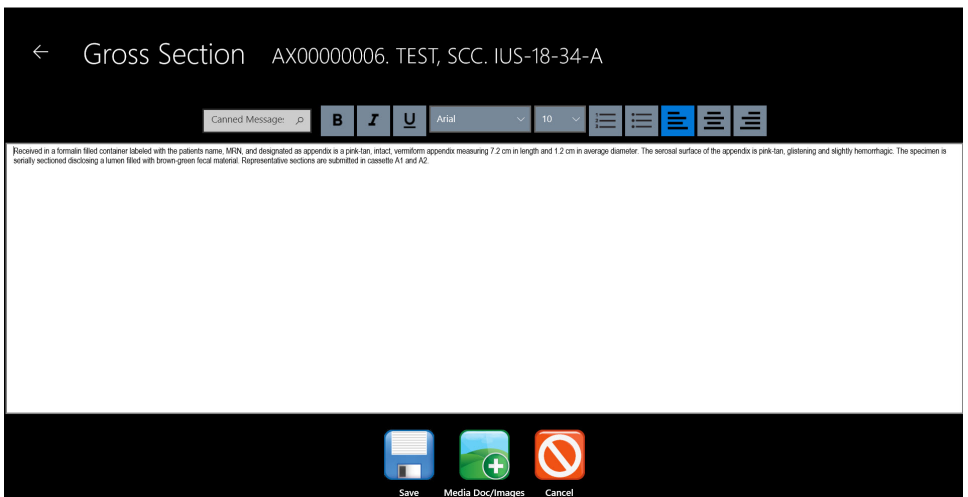 Gross Section AX00000006. TEST, SCC. IUS-18-34-A
Canned Message: B I U Arial 10
Received in a formalin filled container labeled with the patients name, MRN, and designated as appendix is a pink-tan, intact, vermiform appendix measuring 7.2 cm in length and 1.2 cm in average diameter. The serosal surface of the appendix is pink-tan, glistening and slightly hemorrhagic. The specimen is
serially sectioned disclosing a lumen filled with brown-green fecal material. Representative sections are submitted in cassette A1 and A2.
Save Media Doc/Images Cancel